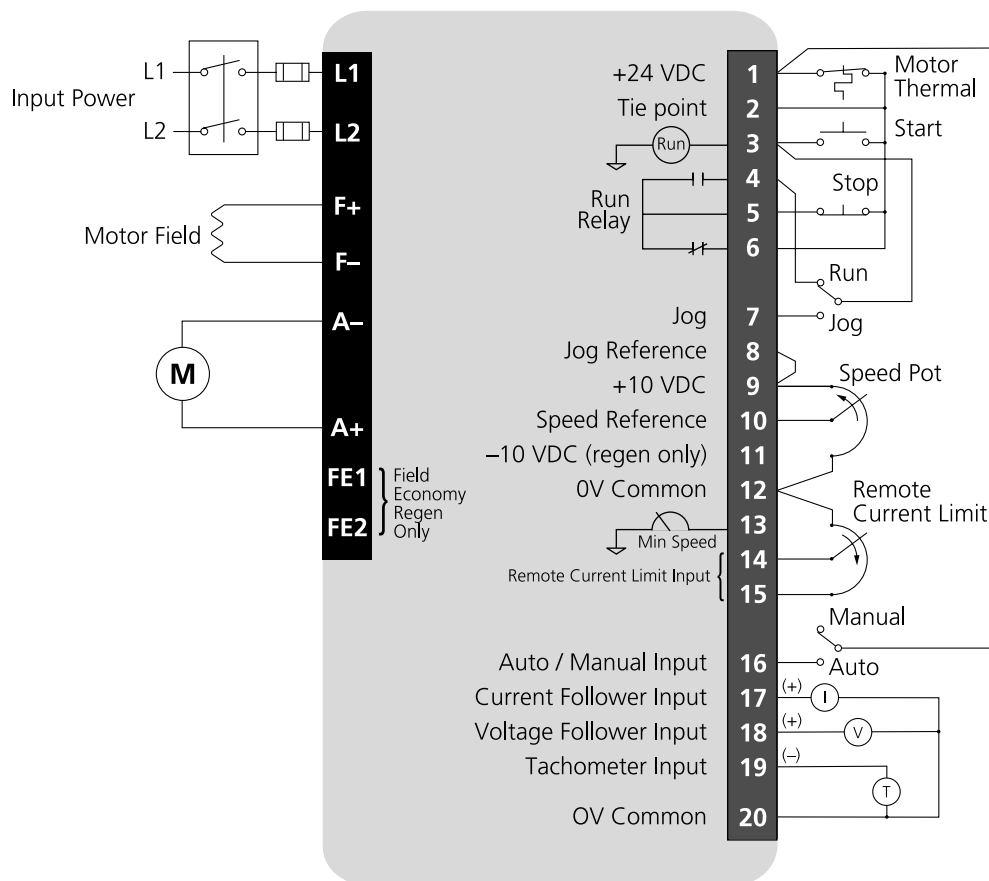 Input Power
L1
L2
L1
L2
Motor Field
F+
F–
A–
M
A+
FE1
FE2
Field
Economy
Regen
Only
+24 VDC
1
Motor
Thermal
Tie point
2
Run
3
Start
4
Run
Relay
5
Stop
6
Run
Jog
7
Jog
Jog Reference
8
+10 VDC
9
Speed Pot
Speed Reference
10
–10 VDC (regen only)
11
0V Common
12
Remote
Current Limit
Min Speed
13
Remote Current Limit Input
14
15
Manual
Auto / Manual Input
16
Auto
Current Follower Input
17
(+)
I
Voltage Follower Input
18
(+)
V
Tachometer Input
19
(–)
T
OV Common
20